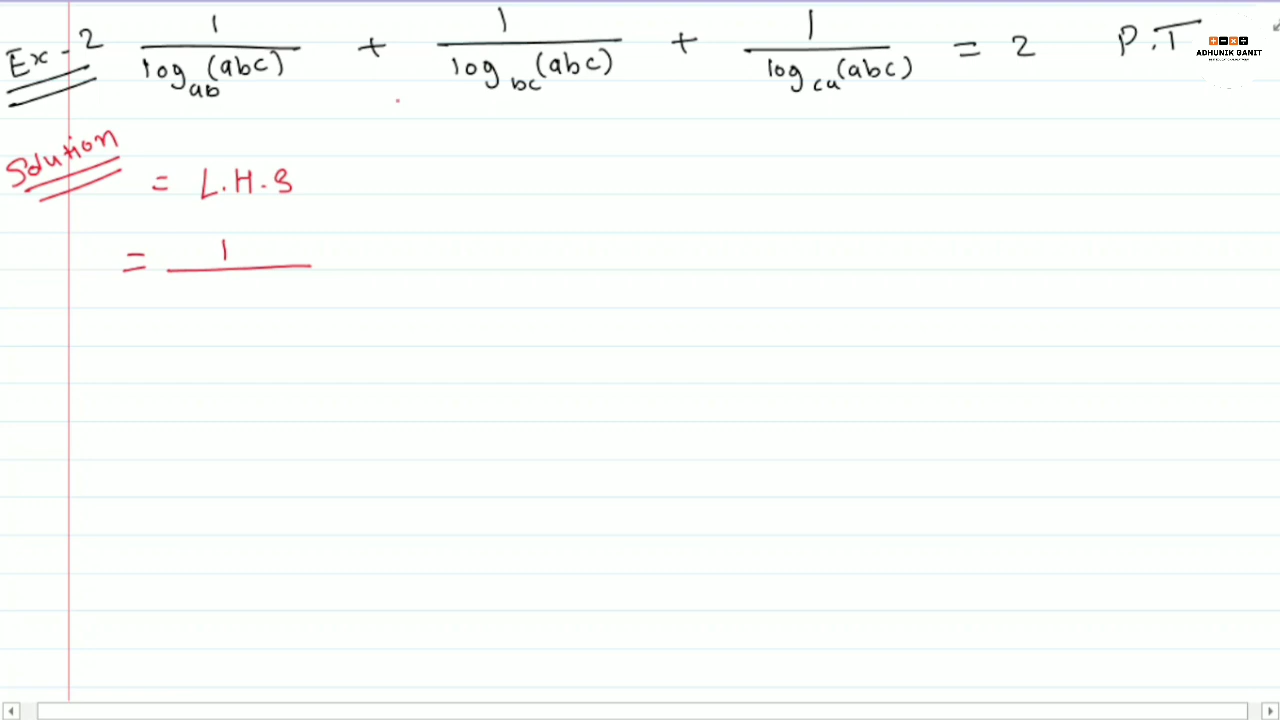 Ex-2 1/log_ab(abc) + 1/log_bc(abc) + 1/log_ca(abc) = 2 P.T
ADHUNIK GANIT
Solution
= L.H.S
= 1/